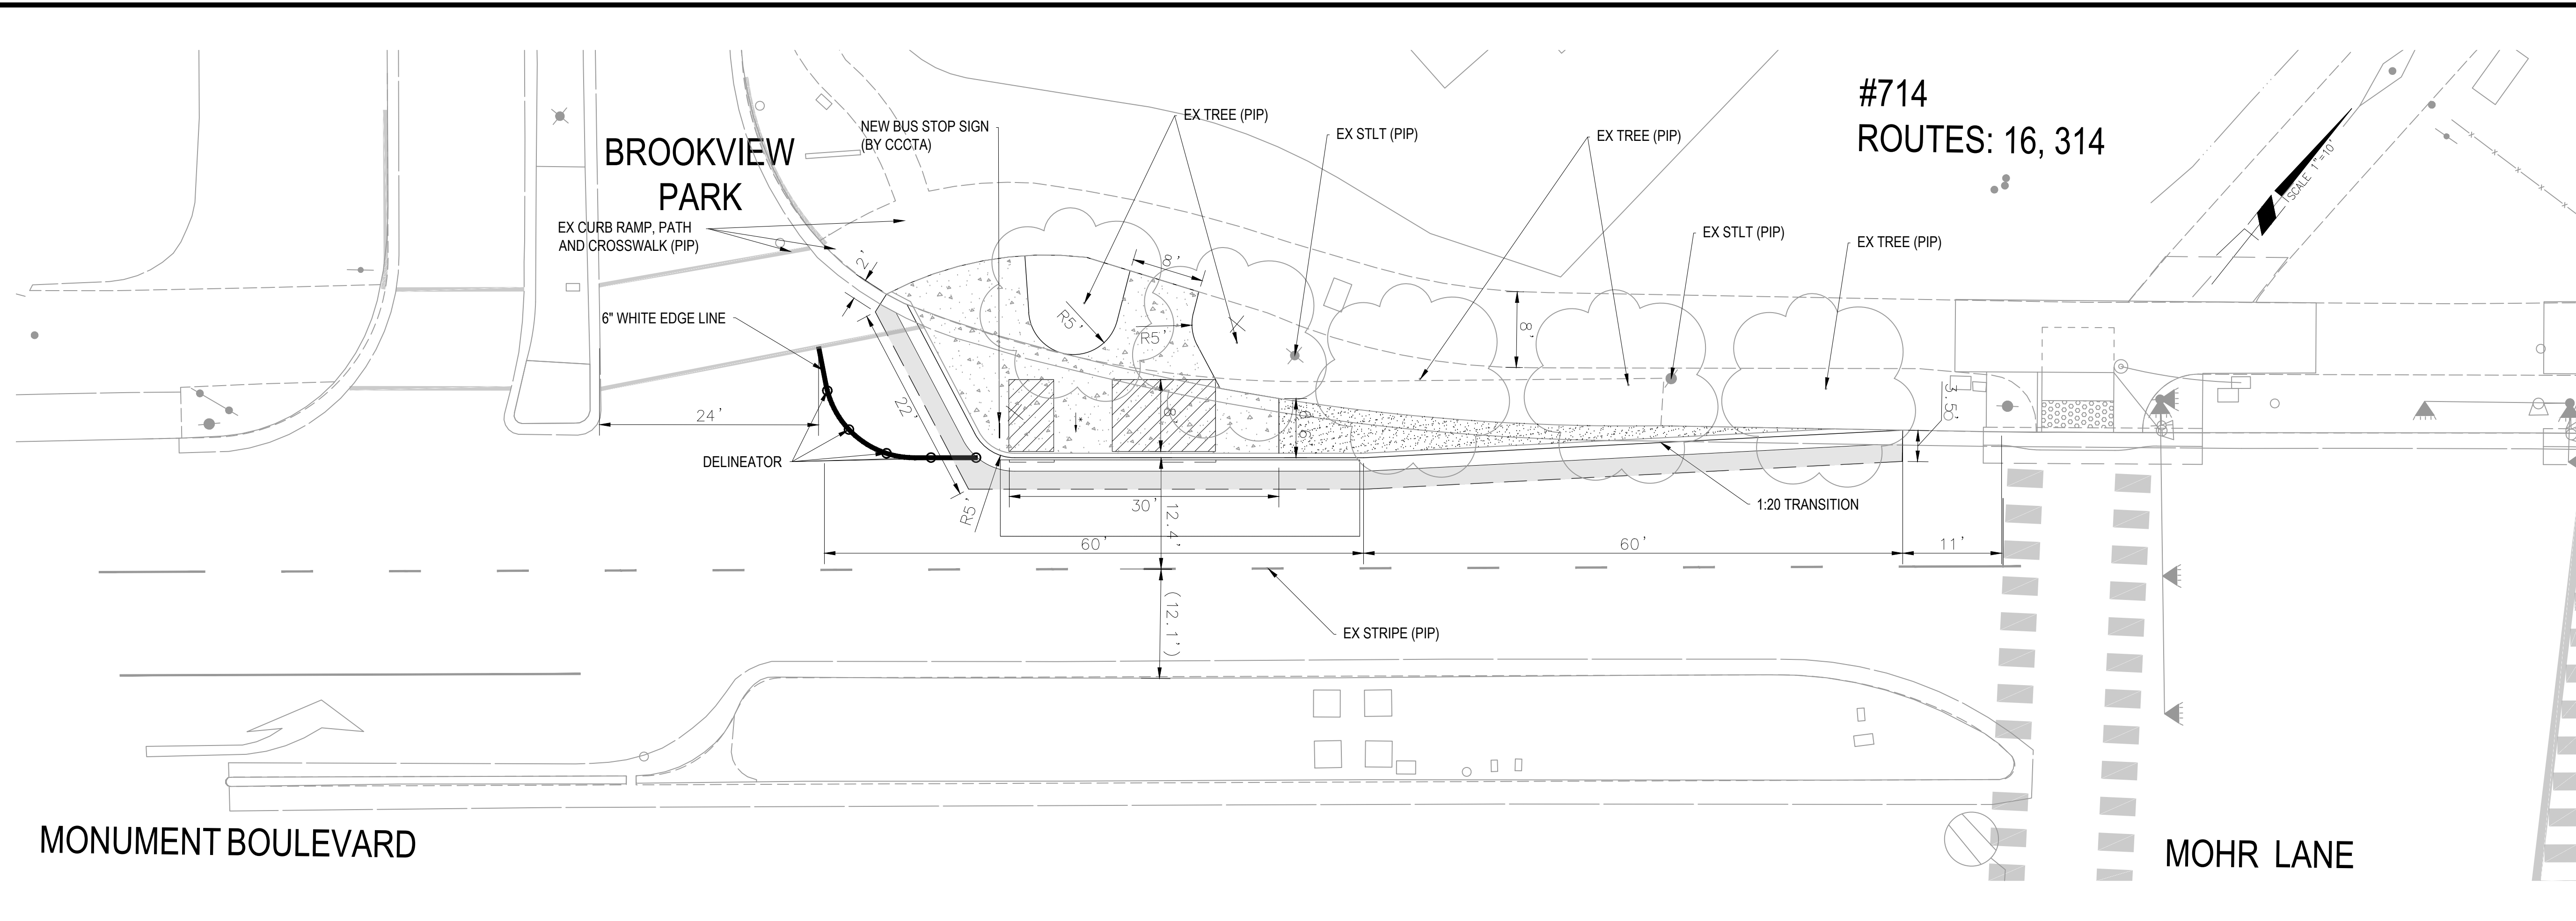 #714
ROUTES: 16, 314
SCALE 1"=10'
NEW BUS STOP SIGN
(BY CCCTA)
EX TREE (PIP)
EX STLT (PIP)
EX TREE (PIP)
BROOKVIEW
PARK
EX CURB RAMP, PATH
AND CROSSWALK (PIP)
EX STLT (PIP)
EX TREE (PIP)
2'
8'
6" WHITE EDGE LINE
R5'
R5'
8'
24'
22'
8'
3.5'
DELINEATOR
R5'
30'
12.4'
1:20 TRANSITION
60'
60'
11'
(12.1')
EX STRIPE (PIP)
MONUMENT BOULEVARD
MOHR LANE